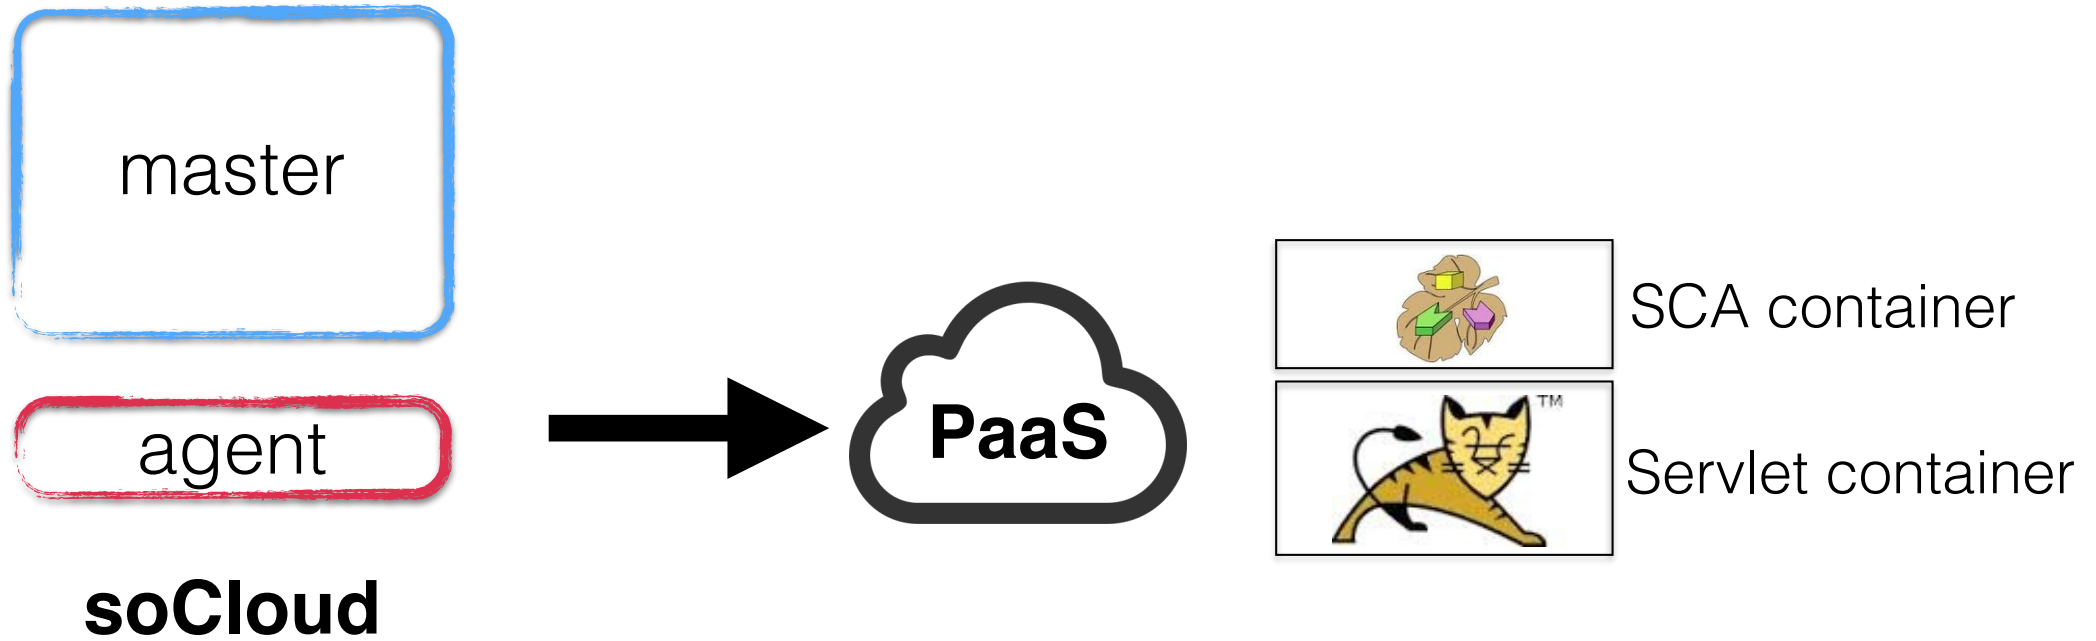 master
agent
soCloud
PaaS
SCA container
TM
Servlet container